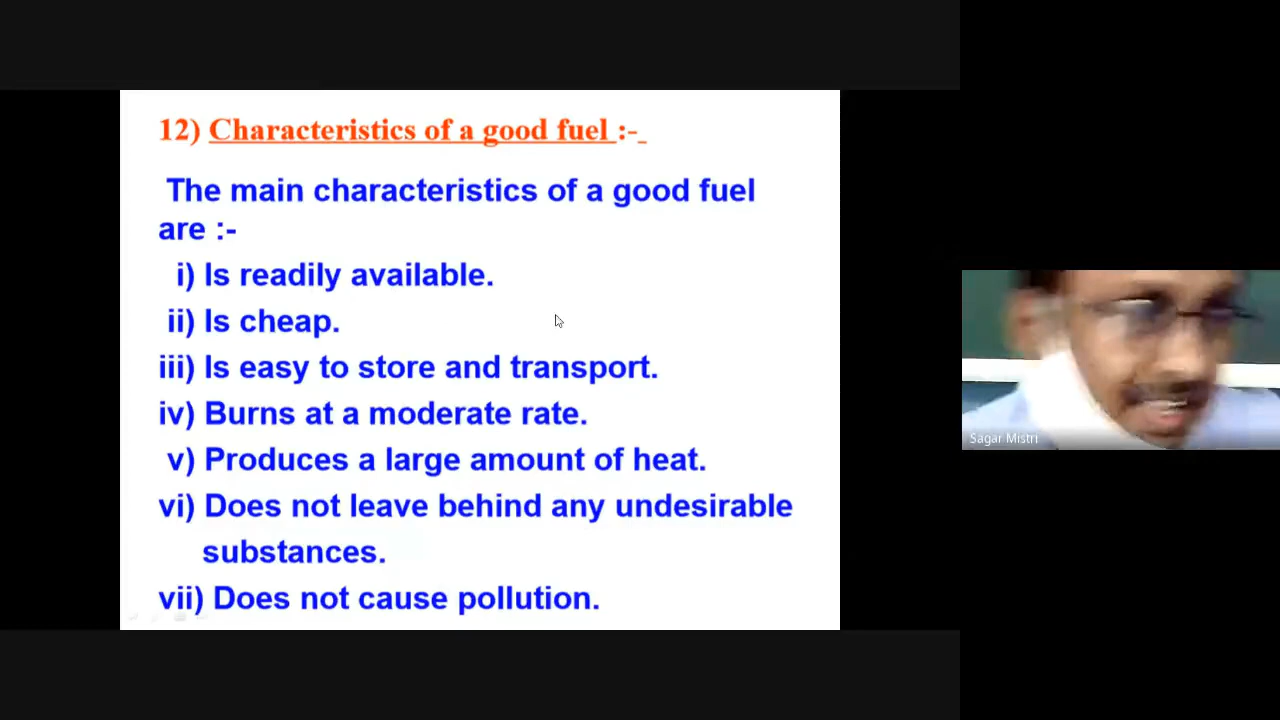 12) Characteristics of a good fuel :-
The main characteristics of a good fuel
are :-
i) Is readily available.
ii) Is cheap.
iii) Is easy to store and transport.
iv) Burns at a moderate rate.
v) Produces a large amount of heat.
vi) Does not leave behind any undesirable
substances.
vii) Does not cause pollution.
Sagar Mistri